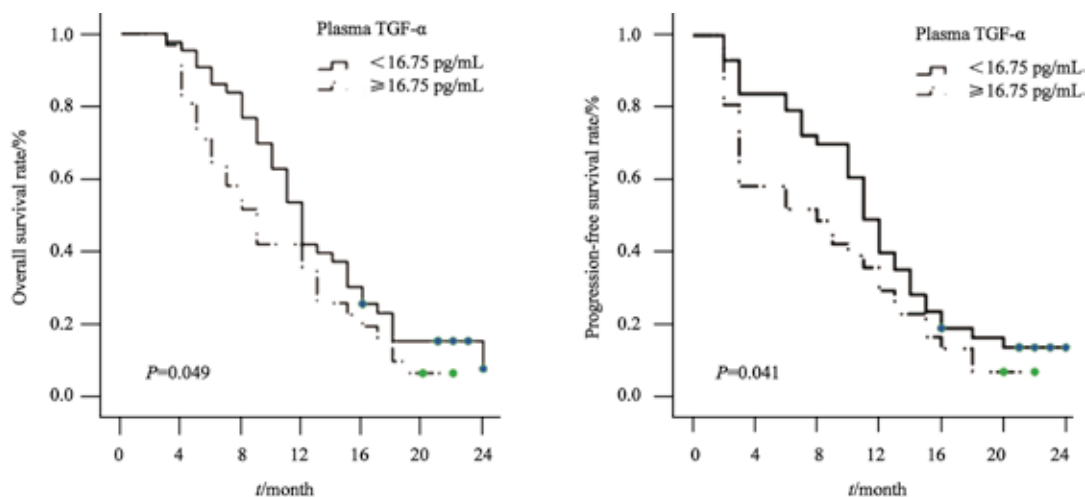 Plasma TGF-α
<16.75 pg/mL
≥16.75 pg/mL
Overall survival rate/%
1.0
0.8
0.6
0.4
0.2
0.0
P=0.049
0 4 8 12 16 20 24
t/month
Plasma TGF-α
<16.75 pg/mL
≥16.75 pg/mL
Progression-free survival rate/%
1.0
0.8
0.6
0.4
0.2
0.0
P=0.041
0 4 8 12 16 20 24
t/month